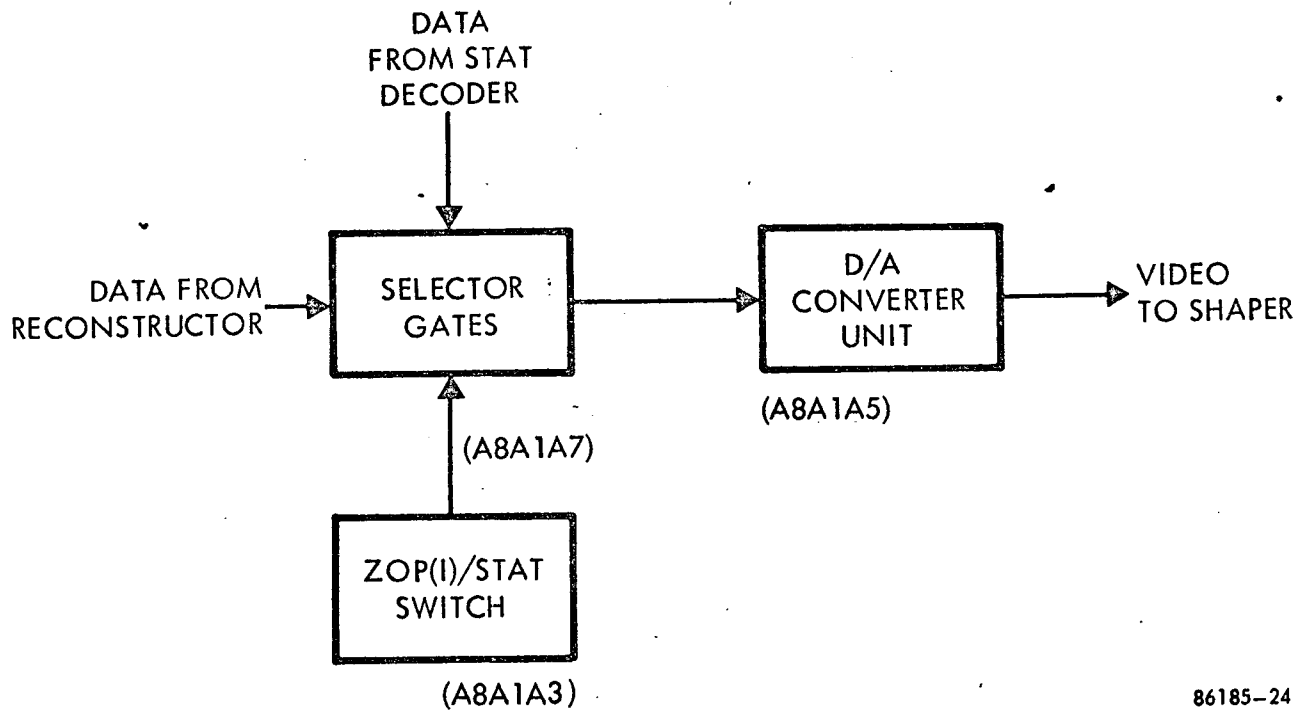 DATA
FROM STAT
DECODER
DATA FROM
RECONSTRUCTOR
SELECTOR
GATES
D/A
CONVERTER
UNIT
VIDEO
TO SHAPER
(A8A1A5)
(A8A1A7)
ZOP(I)/STAT
SWITCH
(A8A1A3)
86185-24